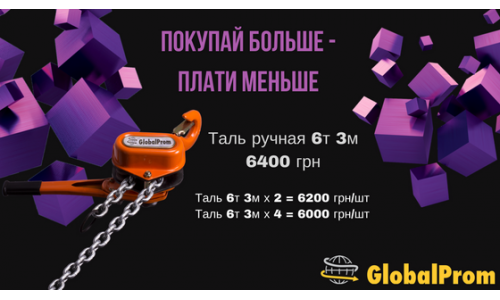 ПОКУПАЙ БОЛЬШЕ -
ПЛАТИ МЕНЬШЕ
Таль ручная 6т 3м
6400 грн
GlobalProm
Таль 6т 3м х 2 = 6200 грн/шт
Таль 6т 3м х 4 = 6000 грн/шт
GlobalProm